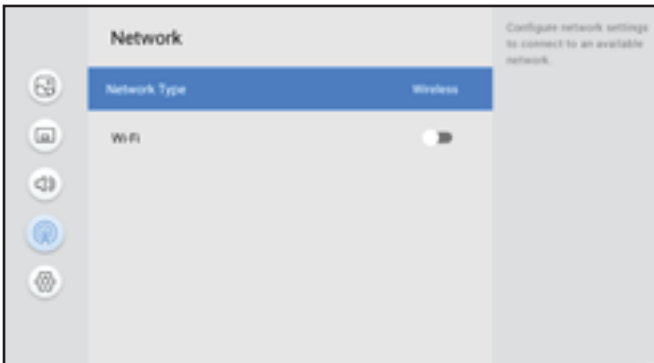 Network
Network Type Wireless
Wi-Fi
Configure network settings
to connect to an available
network.